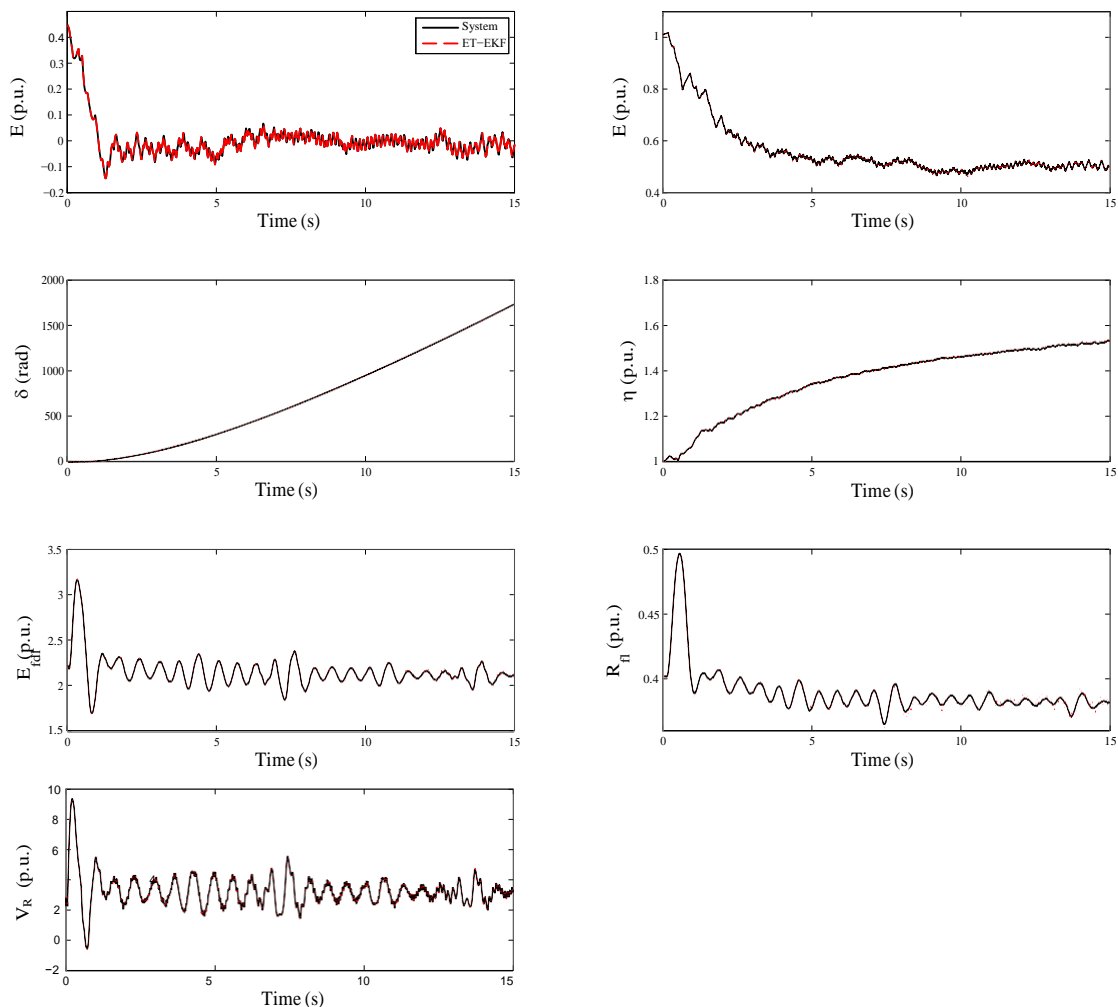 System
ET−EKF
0.4
0.3
0.2
0.1
0
−0.1
−0.2
E (p.u.)
0 5 10 15
Time (s)
1
0.8
0.6
0.4
E (p.u.)
0 5 10 15
Time (s)
2000
1500
1000
500
0
δ (rad)
0 5 10 15
Time (s)
1.8
1.6
1.4
1.2
1
η (p.u.)
0 5 10 15
Time (s)
3.5
3
2.5
2
1.5
E fdf (p.u.)
0 5 10 15
Time (s)
0.5
0.45
0.4
R fl (p.u.)
0 5 10 15
Time (s)
10
8
6
4
2
0
−2
V R (p.u.)
0 5 10 15
Time (s)